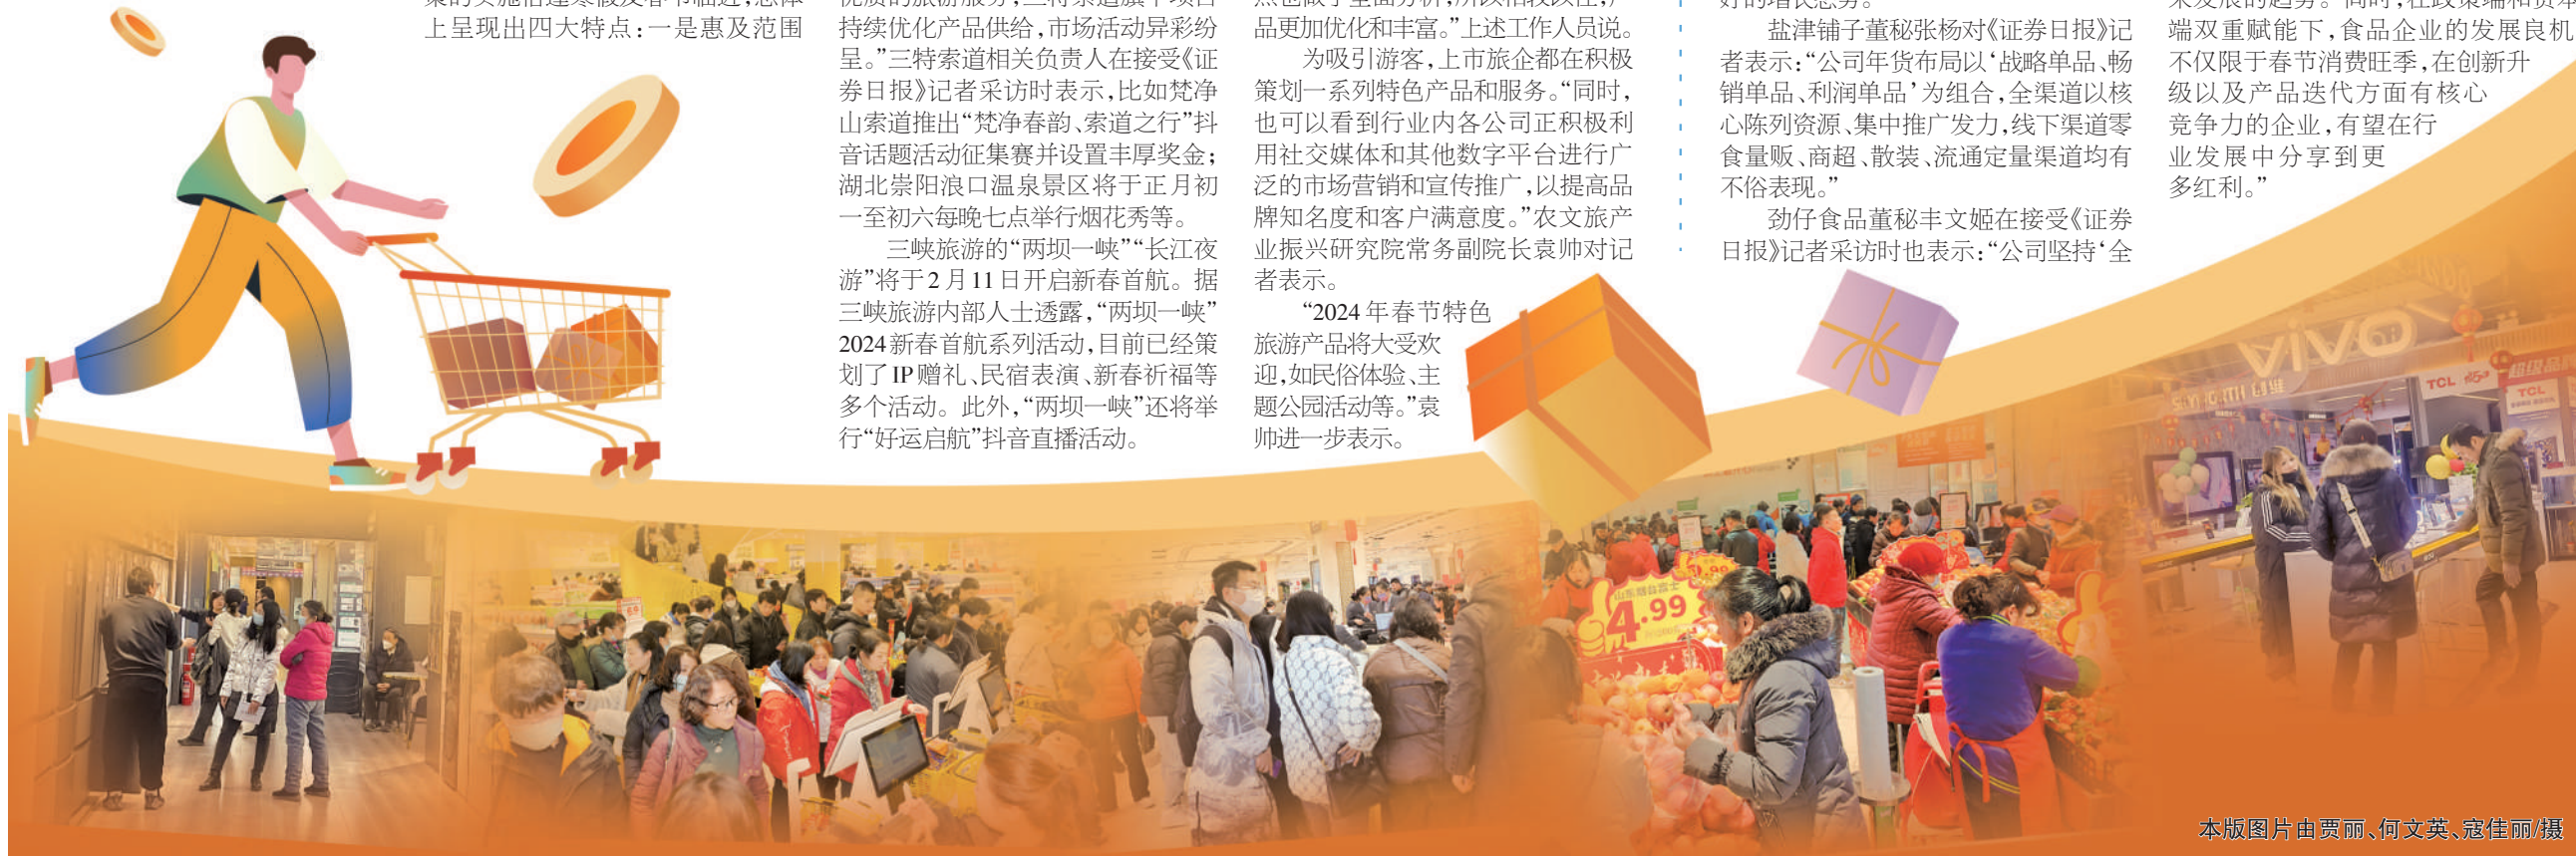 上呈现出四大特点：一是惠及范围
持续优化产品供给，市场活动异彩纷
呈。”三特索道相关负责人在接受《证
券日报》记者采访时表示，比如梵净
山索道推出“梵净春韵、索道之行”抖
音话题活动征集赛并设置丰厚奖金；
湖北崇阳浪口温泉景区将于正月初
一至初六每晚七点举行烟花秀等。
三峡旅游的“两坝一峡”“长江夜
游”将于2月11日开启新春首航。据
三峡旅游内部人士透露，“两坝一峡”
2024新春首航系列活动，目前已经策
划了IP赠礼、民宿表演、新春祈福等
多个活动。此外，“两坝一峡”还将举
行“好运启航”抖音直播活动。
品更加优化和丰富。”上述工作人员说。
为吸引游客，上市旅企都在积极
策划一系列特色产品和服务。“同时，
也可以看到行业内各公司正积极利
用社交媒体和其他数字平台进行广
泛的市场营销和宣传推广，以提高品
牌知名度和客户满意度。”农文旅产
业振兴研究院常务副院长袁帅对记
者表示。
“2024年春节特色
旅游产品将大受欢
迎，如民俗体验、主
题公园活动等。”袁
帅进一步表示。
好的增长态势。
盐津铺子董秘张杨对《证券日报》记
者表示：“公司年货布局以‘战略单品、畅
销单品、利润单品’为组合，全渠道以核
心陈列资源、集中推广发力，线下渠道零
食量贩、商超、散装、流通定量渠道均有
不俗表现。”
劲仔食品董秘丰文姬在接受《证券
日报》记者采访时也表示：“公司坚持‘全
来发展的趋势。同时，在政策端和资本
端双重赋能下，食品企业的发展良机
不仅限于春节消费旺季，在创新升
级以及产品迭代方面有核心
竞争力的企业，有望在行
业发展中分享到更
多红利。”
vivo
TCL
TCL
4.99
本版图片由贾丽、何文英、寇佳丽/摄